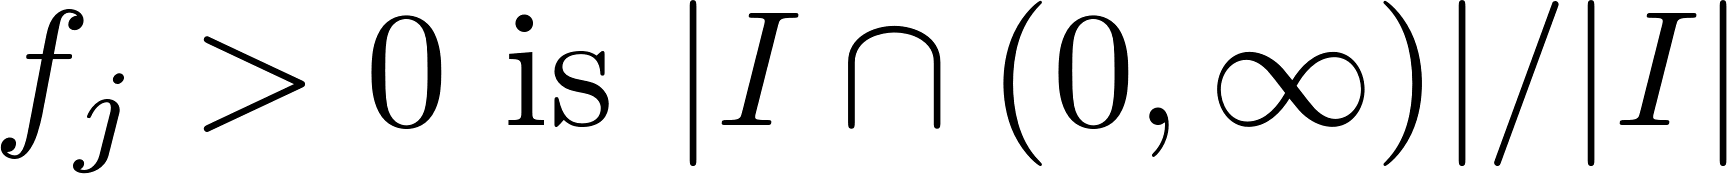 f_j > 0 is |I ∩ (0, ∞)|/|I|